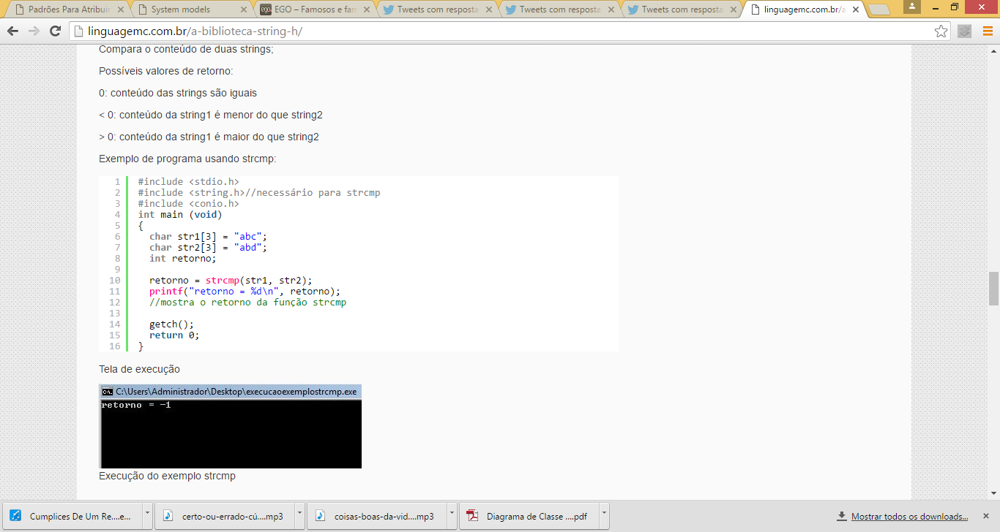 Padrões Para Atribuir
System models
ego EGO – Famosos e fam
Tweets com resposta
Tweets com resposta
Tweets com resposta
linguagemc.com.br/a
linguagemc.com.br/a-biblioteca-string-h/
Compara o conteúdo de duas strings;
Possíveis valores de retorno:
0: conteúdo das strings são iguais
< 0: conteúdo da string1 é menor do que string2
> 0: conteúdo da string1 é maior do que string2
Exemplo de programa usando strcmp:
1 #include <stdio.h>
2 #include <string.h>//necessário para strcmp
3 #include <conio.h>
4 int main (void)
5 {
6 char str1[3] = "abc";
7 char str2[3] = "abd";
8 int retorno;
9
10 retorno = strcmp(str1, str2);
11 printf("retorno = %d\n", retorno);
12 //mostra o retorno da função strcmp
13
14 getch();
15 return 0;
16 }
Tela de execução
C:\ C:\Users\Administrador\Desktop\execucaoexemplostrcmp.exe
retorno = -1
Execução do exemplo strcmp
Cumplices De Um Re....e...
certo-ou-errado-cú....mp3
coisas-boas-da-vid....mp3
Diagrama de Classe ....pdf
Mostrar todos os downloads...